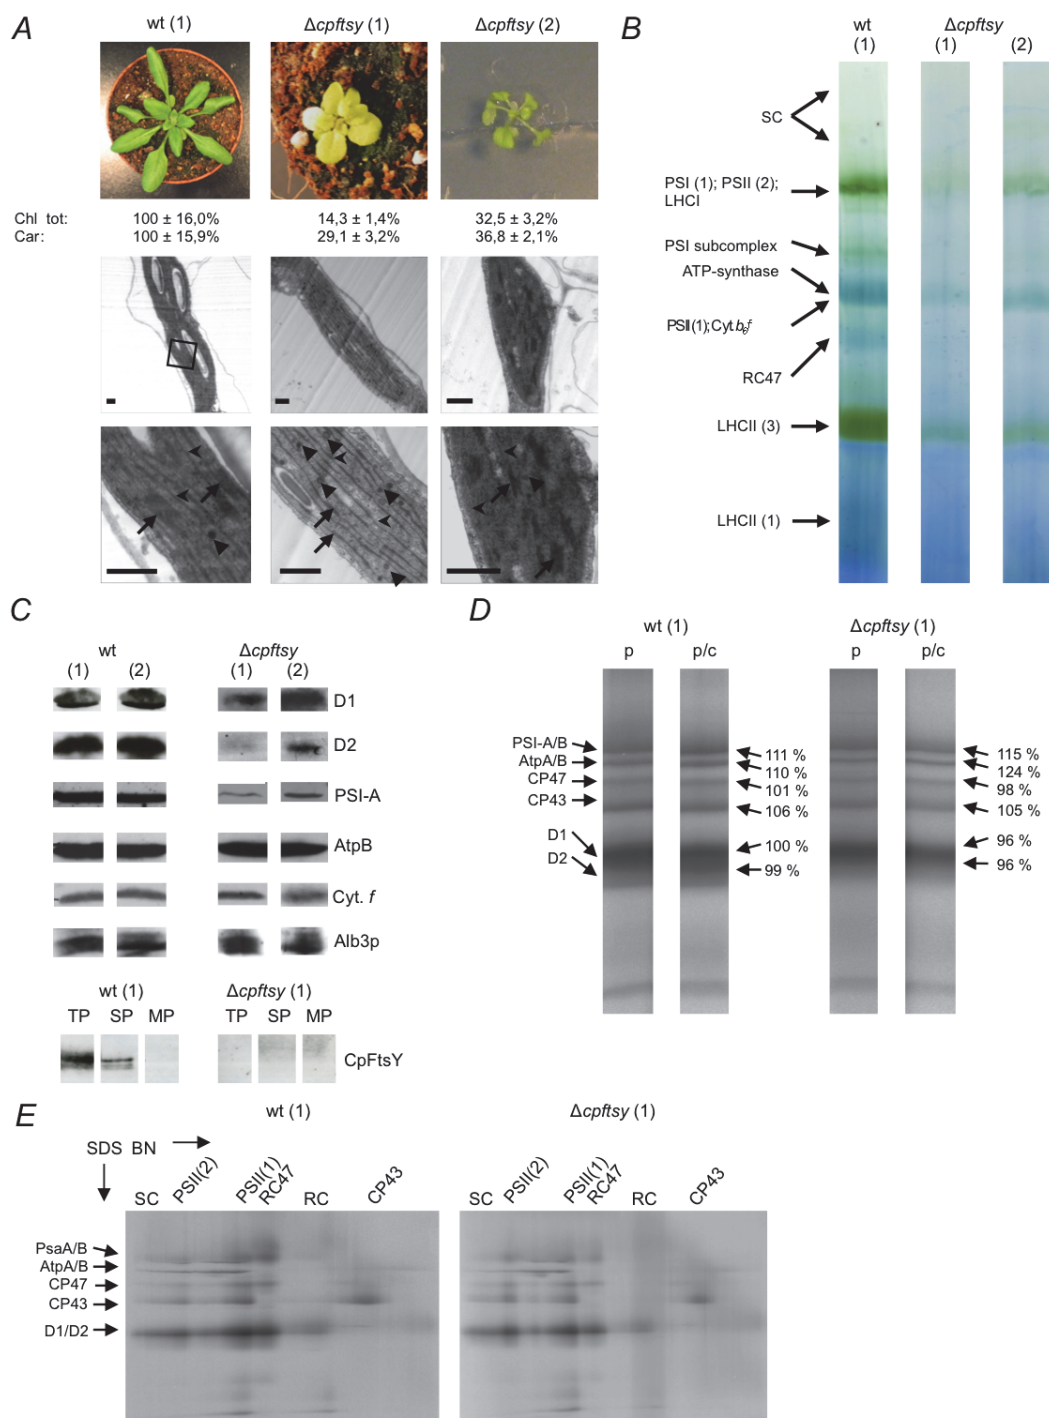 A
wt (1)
Δcpftsy (1)
Δcpftsy (2)
Chl tot: 100 ± 16,0% 14,3 ± 1,4% 32,5 ± 3,2%
Car: 100 ± 15,9% 29,1 ± 3,2% 36,8 ± 2,1%
B
wt Δcpftsy
(1) (1) (2)
SC
PSI (1); PSII (2);
LHCI
PSI subcomplex
ATP-synthase
PSII(1);Cyt.b6f
RC47
LHCII (3)
LHCII (1)
C
wt Δcpftsy
(1) (2) (1) (2)
D1
D2
PSI-A
AtpB
Cyt. f
Alb3p
wt (1) Δcpftsy (1)
TP SP MP TP SP MP
CpFtsY
D
wt (1) Δcpftsy (1)
p p/c p p/c
PSI-A/B 111 % 115 %
AtpA/B 110 % 124 %
CP47 101 % 98 %
CP43 106 % 105 %
D1 100 % 96 %
D2 99 % 96 %
E
wt (1) Δcpftsy (1)
SDS BN
SC PSII(2) PSII(1) RC47 RC CP43 SC PSII(2) PSII(1) RC47 RC CP43
PsaA/B
AtpA/B
CP47
CP43
D1/D2